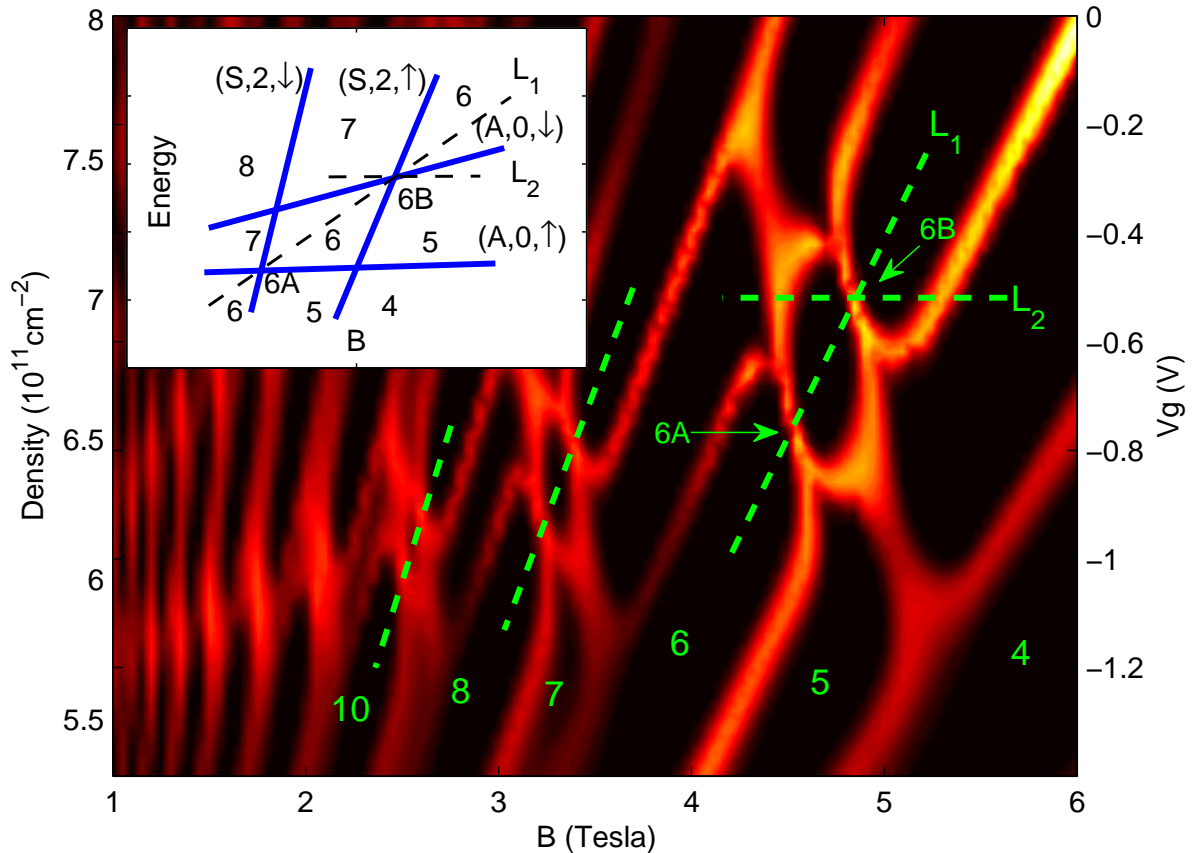 8
7.5
7
6.5
6
5.5
Density (10¹¹cm⁻²)
1
2
3
4
5
6
B (Tesla)
0
−0.2
−0.4
−0.6
−0.8
−1
−1.2
Vg (V)
(S,2,↓)
(S,2,↑)
6
L₁
7
(A,0,↓)
8
L₂
6B
7
6
5
(A,0,↑)
6A
6
5
4
B
Energy
L₁
6B
L₂
6A
10
8
7
6
5
4